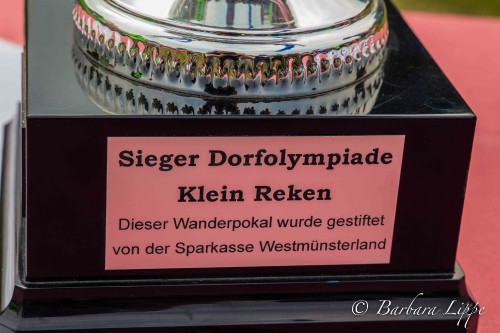 Sieger Dorfolympiade
Klein Reken
Dieser Wanderpokal wurde gestiftet
von der Sparkasse Westmünsterland
© Barbara Lippe